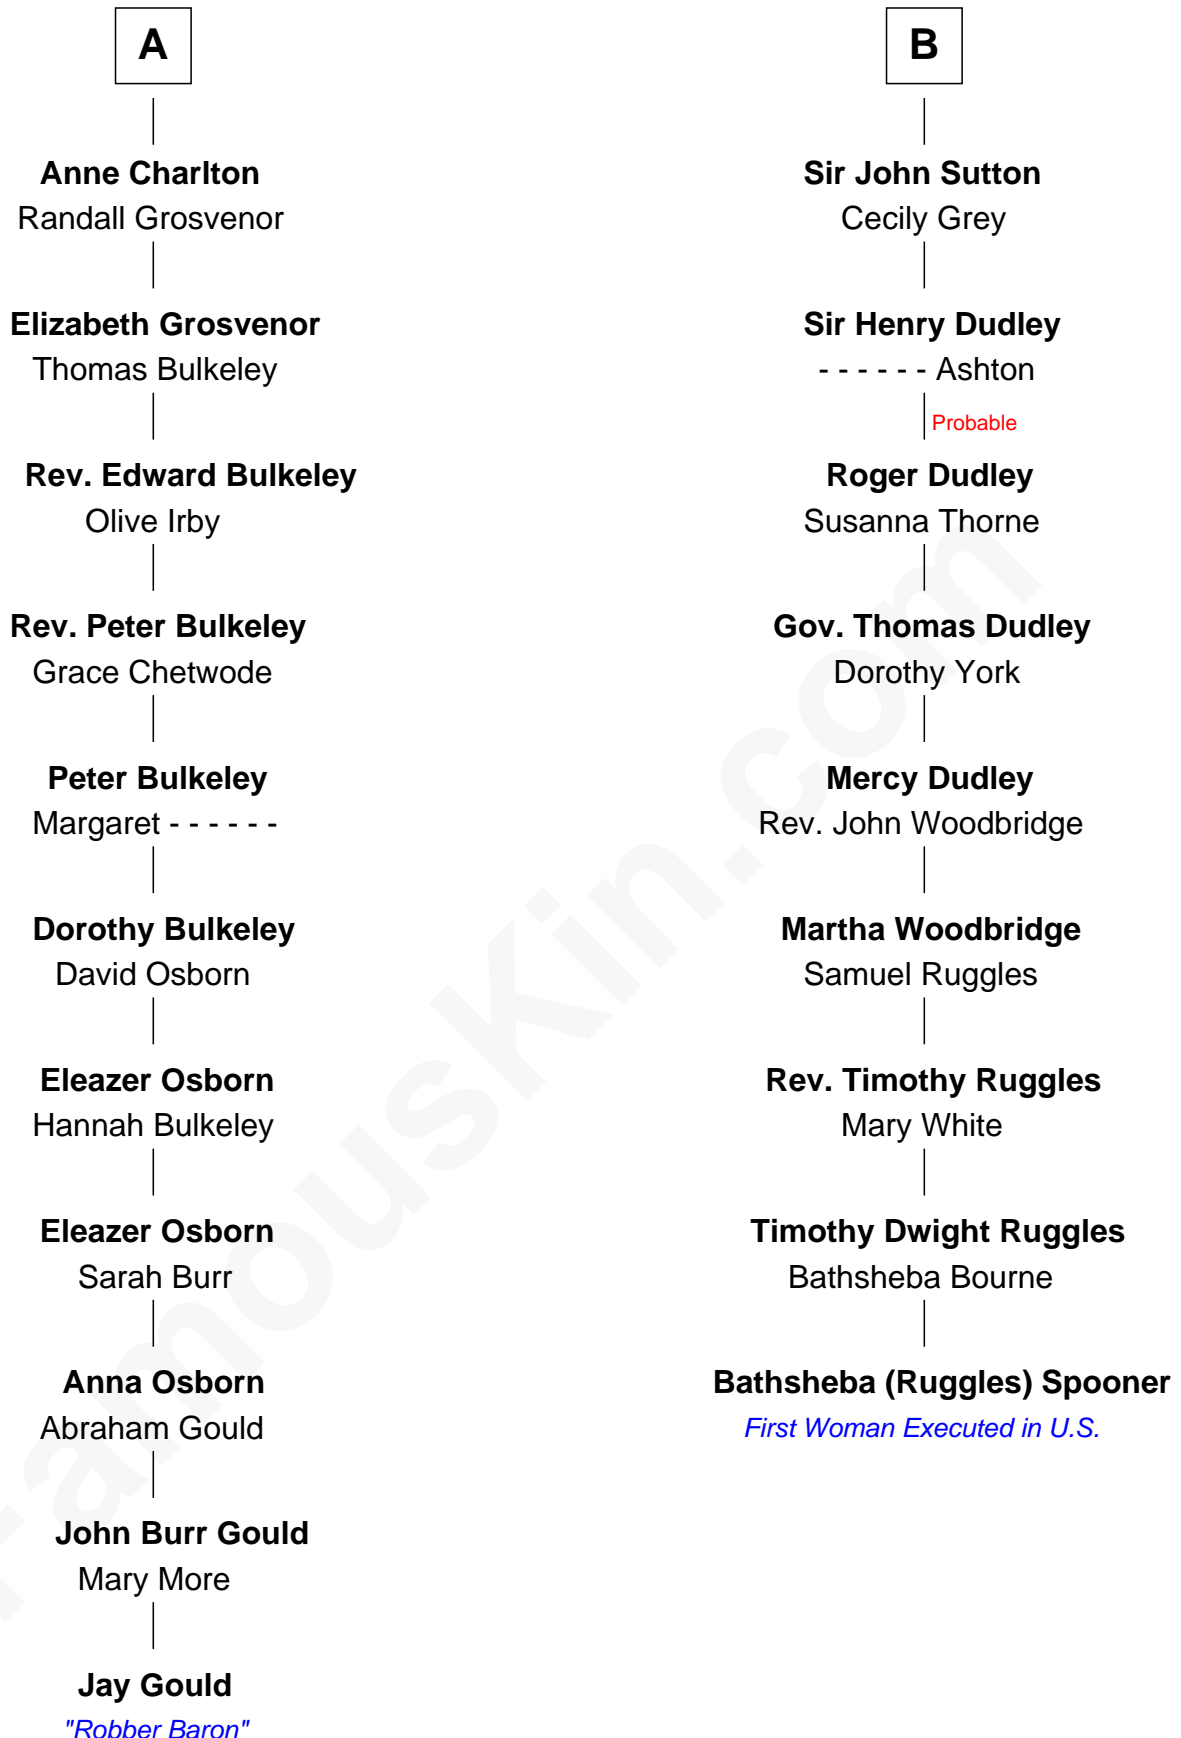 A
Anne Charlton
Randall Grosvenor
Elizabeth Grosvenor
Thomas Bulkeley
Rev. Edward Bulkeley
Olive Irby
Rev. Peter Bulkeley
Grace Chetwode
Peter Bulkeley
Margaret - - - - - -
Dorothy Bulkeley
David Osborn
Eleazer Osborn
Hannah Bulkeley
Eleazer Osborn
Sarah Burr
Anna Osborn
Abraham Gould
John Burr Gould
Mary More
Jay Gould
"Robber Baron"
B
Sir John Sutton
Cecily Grey
Sir Henry Dudley
- - - - - - Ashton
Probable
Roger Dudley
Susanna Thorne
Gov. Thomas Dudley
Dorothy York
Mercy Dudley
Rev. John Woodbridge
Martha Woodbridge
Samuel Ruggles
Rev. Timothy Ruggles
Mary White
Timothy Dwight Ruggles
Bathsheba Bourne
Bathsheba (Ruggles) Spooner
First Woman Executed in U.S.
FamousKin.com